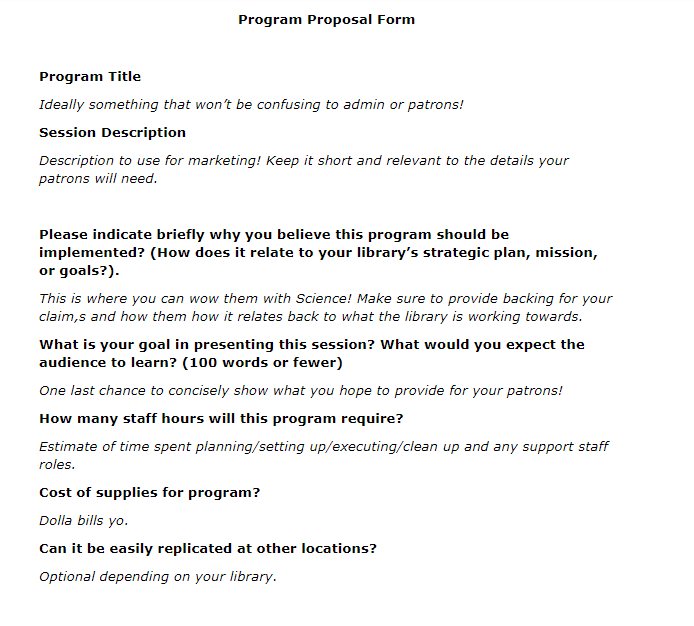 Program Proposal Form
Program Title
Ideally something that won’t be confusing to admin or patrons!
Session Description
Description to use for marketing! Keep it short and relevant to the details your
patrons will need.
Please indicate briefly why you believe this program should be
implemented? (How does it relate to your library’s strategic plan, mission,
or goals?).
This is where you can wow them with Science! Make sure to provide backing for your
claim,s and how them how it relates back to what the library is working towards.
What is your goal in presenting this session? What would you expect the
audience to learn? (100 words or fewer)
One last chance to concisely show what you hope to provide for your patrons!
How many staff hours will this program require?
Estimate of time spent planning/setting up/executing/clean up and any support staff
roles.
Cost of supplies for program?
Dolla bills yo.
Can it be easily replicated at other locations?
Optional depending on your library.